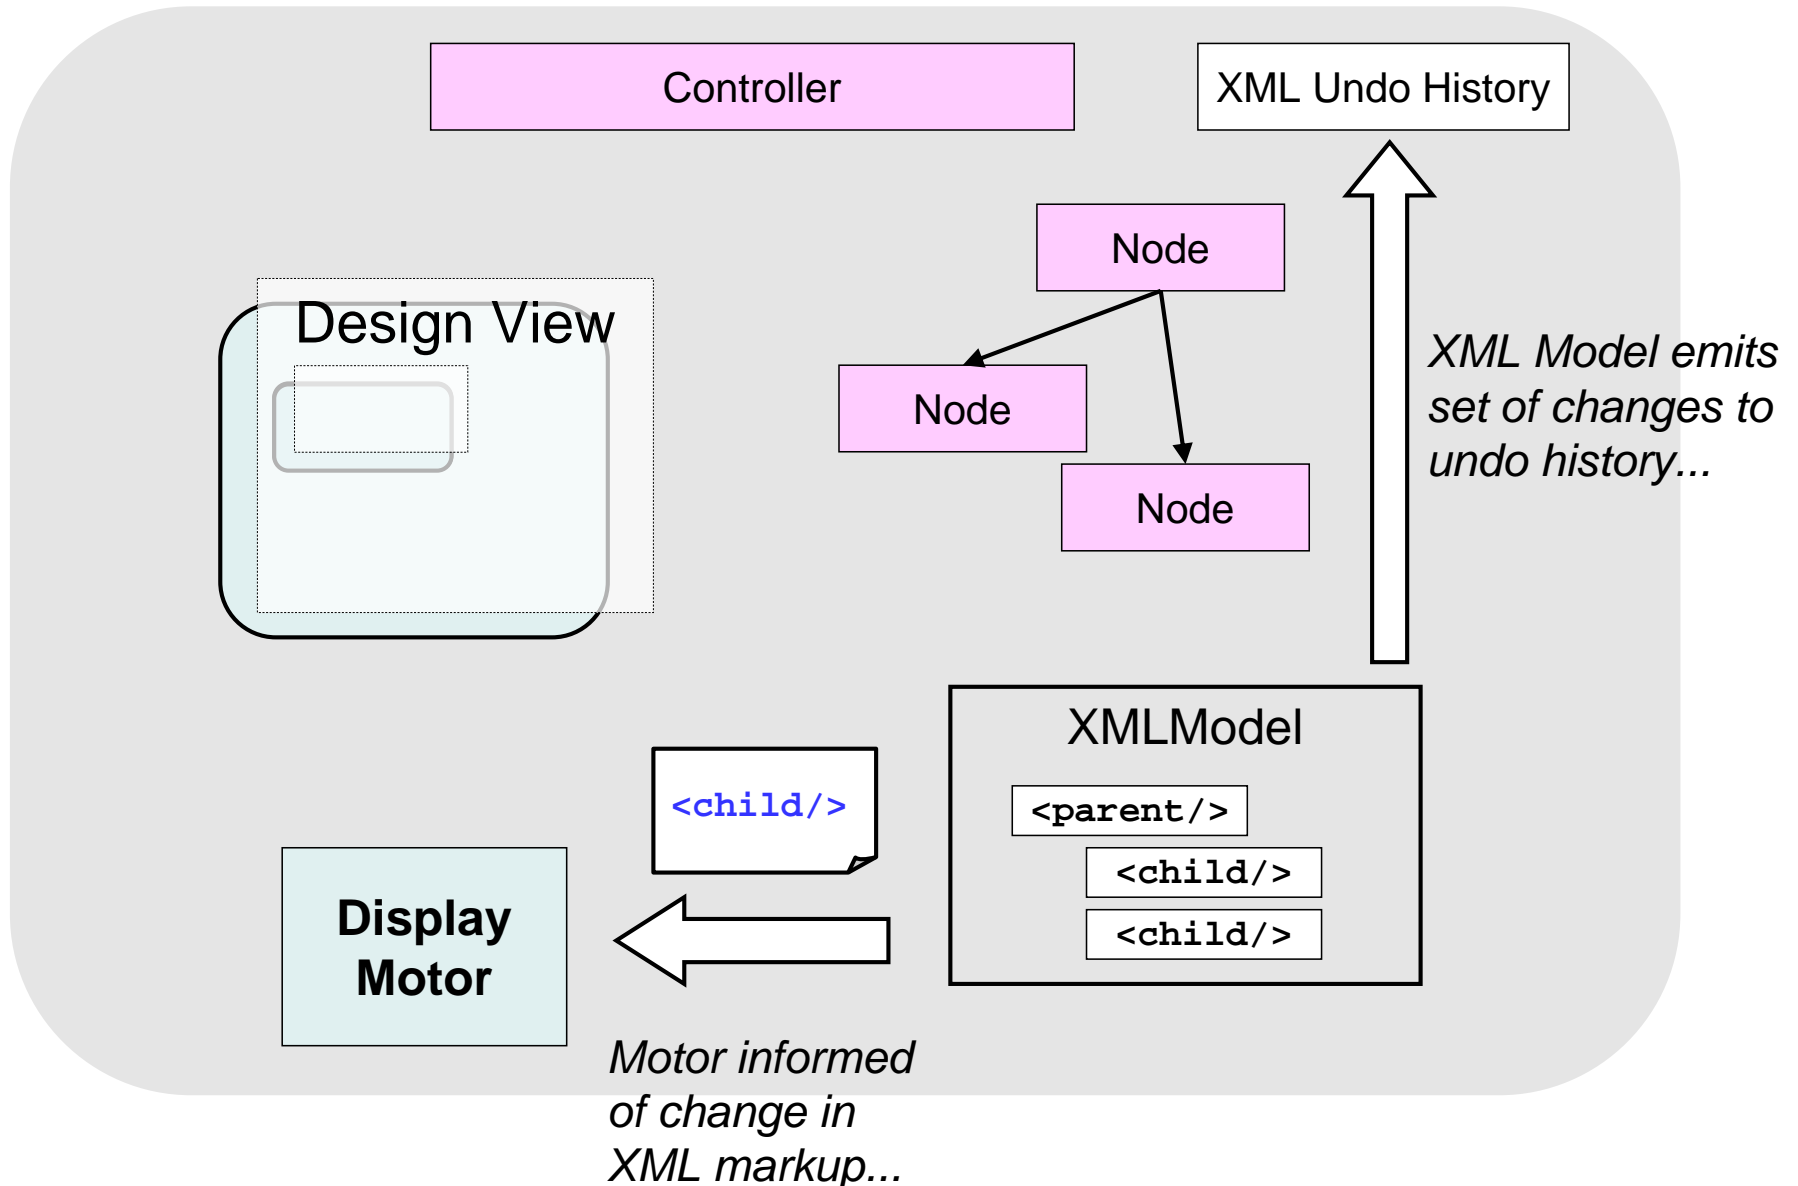 Controller
XML Undo History
Node
Design View
XML Model emits
set of changes to
undo history...
Node
Node
XMLModel
<child/>
<parent/>
<child/>
<child/>
Display
Motor
Motor informed
of change in
XML markup...